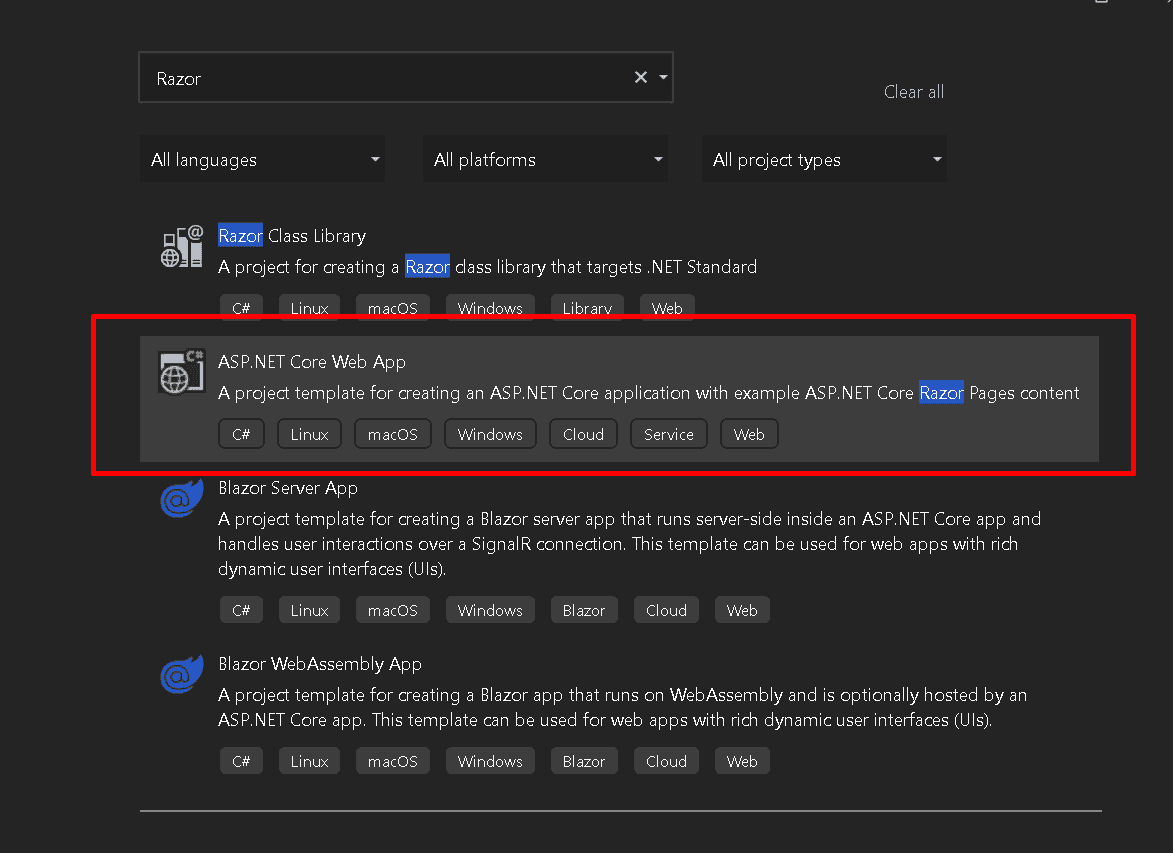 Razor
Clear all
All languages All platforms All project types
Razor Class Library
A project for creating a Razor class library that targets .NET Standard
C# Linux macOS Windows Library Web
C#
ASP.NET Core Web App
A project template for creating an ASP.NET Core application with example ASP.NET Core Razor Pages content
C# Linux macOS Windows Cloud Service Web
Blazor Server App
A project template for creating a Blazor server app that runs server-side inside an ASP.NET Core app and
handles user interactions over a SignalR connection. This template can be used for web apps with rich
dynamic user interfaces (UIs).
C# Linux macOS Windows Blazor Cloud Web
Blazor WebAssembly App
A project template for creating a Blazor app that runs on WebAssembly and is optionally hosted by an
ASP.NET Core app. This template can be used for web apps with rich dynamic user interfaces (UIs).
C# Linux macOS Windows Blazor Cloud Web